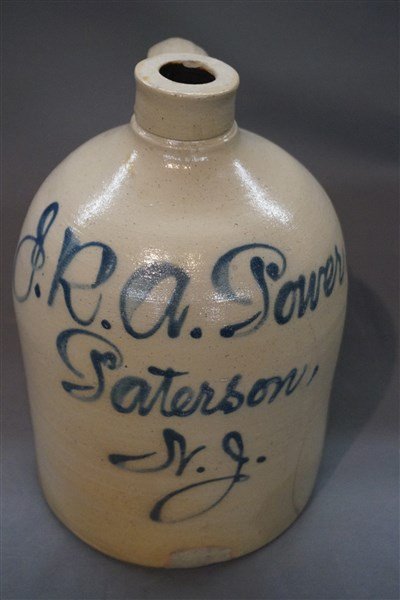 J. R. A. Power
Paterson,
N. J.